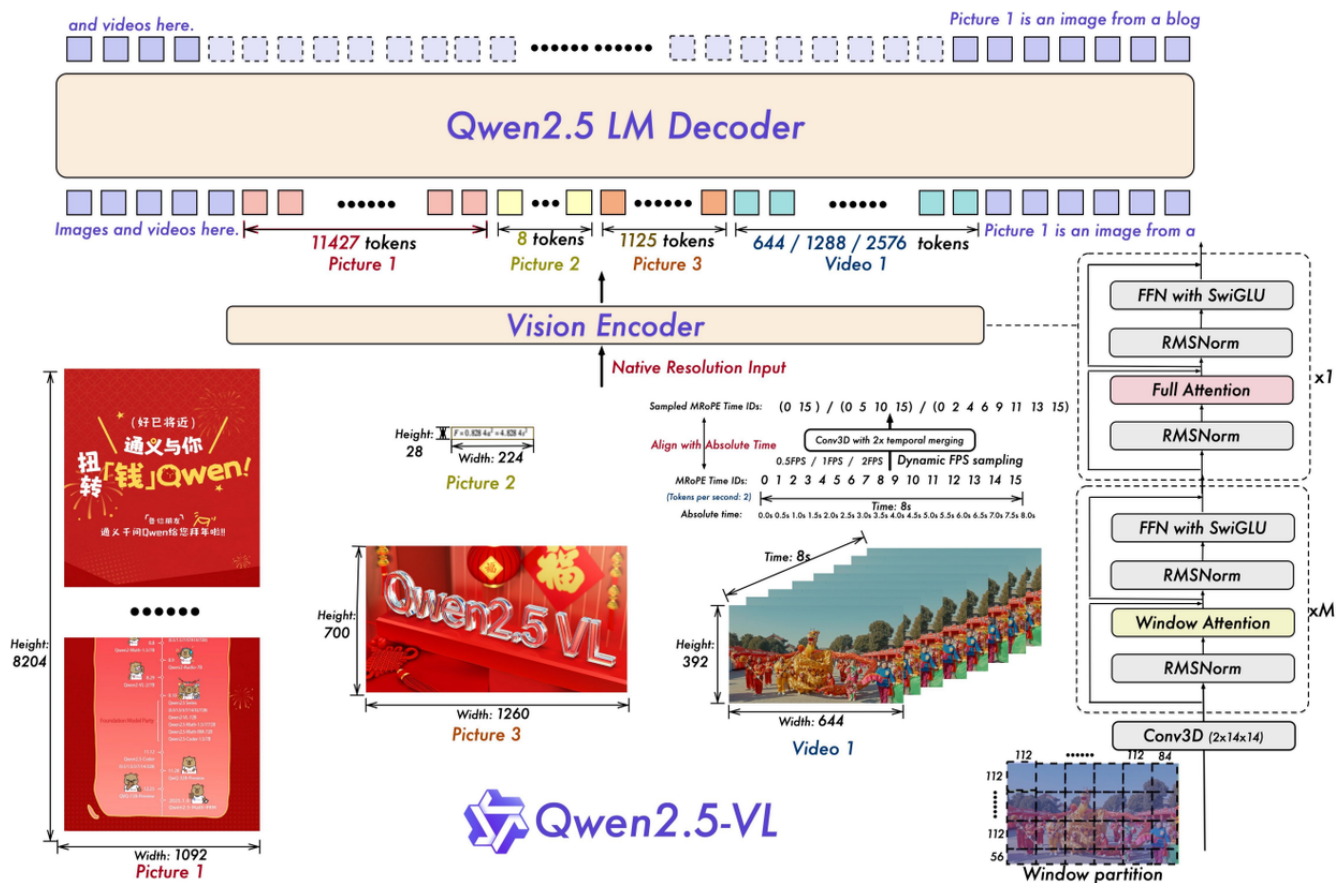 and videos here.
Picture 1 is an image from a blog
Qwen2.5 LM Decoder
Images and videos here.
11427 tokens
Picture 1
8 tokens
Picture 2
1125 tokens
Picture 3
644 / 1288 / 2576 tokens
Video 1
Picture 1 is an image from a
Vision Encoder
Native Resolution Input
FFN with SwiGLU
RMSNorm
Full Attention
RMSNorm
x1
FFN with SwiGLU
RMSNorm
Window Attention
RMSNorm
xM
Conv3D (2x14x14)
Height: 8204
(好巳将近)
通义与你
扭转「钱」Qwen!
通义千问Qwen给您拜年啦!!
Width: 1092
Picture 1
Height: 28
Width: 224
Picture 2
Sampled MRoPE Time IDs: (0 15 ) / (0 5 10 15) / (0 2 4 6 9 11 13 15)
Align with Absolute Time
Conv3D with 2x temporal merging
0.5FPS / 1FPS / 2FPS Dynamic FPS sampling
MRoPE Time IDs: 0 1 2 3 4 5 6 7 8 9 10 11 12 13 14 15
(Tokens per second: 2)
Time: 8s
Absolute time: 0.0s 0.5s 1.0s 1.5s 2.0s 2.5s 3.0s 3.5s 4.0s 4.5s 5.0s 5.5s 6.0s 6.5s 7.0s 7.5s 8.0s
Height: 700
福
福
Qwen2.5 VL
Width: 1260
Picture 3
Time: 8s
Height: 392
Width: 644
Video 1
112 112 84
112
112
56
Window partition
Qwen2.5-VL